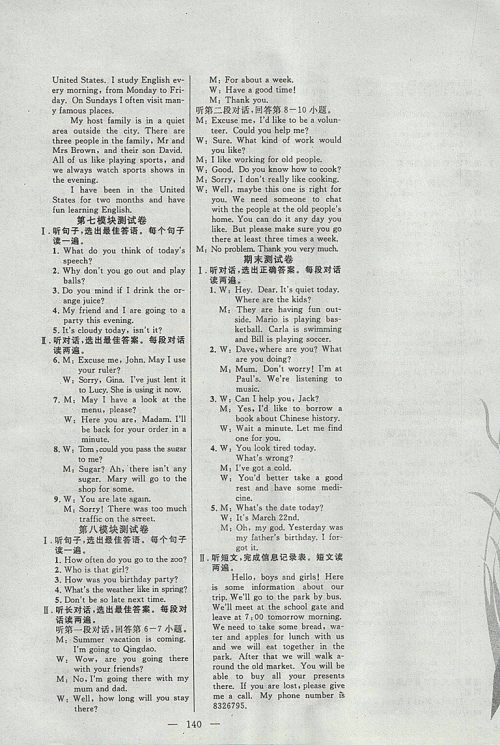 United States. I study English ev-
ery morning, from Monday to Fri-
day. On Sundays I often visit man-
y famous places.
My host family is in a quiet
area outside the city. There are
three people in the family, Mr and
Mrs Brown, and their son David.
All of us like playing sports, and
we always watch sports shows in
the evening.
I have been in the United
States for two months and have
fun learning English.
第七模块测试卷
Ⅰ.听句子,选出最佳答语。每个句子
读一遍。
1. What do you think of today's
speech?
2. Why don't you go out and play
balls?
3. Do you mind if I drink the or-
ange juice?
4. My friend and I are going to a
party this evening.
5. It's cloudy today, isn't it?
Ⅱ.听对话,选出最佳答案。每段对话
读两遍。
6. M: Excuse me, John. May I use
your ruler?
W: Sorry, Gina. I've just lent it
to Lucy. She is using it now.
7. M: May I have a look at the
menu, please?
W: Here you are, Madam. I'll
be back for your order in a
minute.
8. W: Tom, could you pass the sugar
to me?
M: Sugar? Ah, there isn't any
sugar. Mary will go to the
shop for some.
9. W: You are late again.
M: Sorry! There was too much
traffic on the street.
第八模块测试卷
Ⅰ.听句子,选出最佳答语。每个句子
读一遍。
1. How often do you go to the zoo?
2. Who is that girl?
3. How was your birthday party?
4. What's the weather like in spring?
5. Don't be so late next time.
Ⅱ.听长对话,选出最佳答案。每段对
话读两遍。
听第一段对话,回答第6-7小题。
M: Summer vacation is coming.
I'm going to Qingdao.
W: Wow, are you going there
with your friends?
M: No, I'm going there with my
mum and dad.
W: Well, how long will you stay
there?
M: For about a week.
W: Have a good time!
M: Thank you.
听第二段对话,回答第8-10小题。
M: Excuse me, I'd like to be a volun-
teer. Could you help me?
W: Sure. What kind of work would
you like?
M: I like working for old people.
W: Good. Do you know how to cook?
M: Sorry, I don't like cooking.
W: Well, maybe this one is right for
you. We need someone to chat
with the people at the old people's
home. You can do it any day you
like. But please make sure you go
there at least three times a week.
M: No problem. Thank you very much.
期末测试卷
Ⅰ.听对话,选出正确答案。每段对话
读两遍。
1. W: Hey, Dear. It's quiet today.
Where are the kids?
M: They are having fun out-
side. Mario is playing bas-
ketball. Carla is swimming
and Bill is playing soccer.
2. W: Dave, where are you? What
are you doing?
M: Mum. Don't worry! I'm at
Paul's. We're listening to
music.
3. W: Can I help you, Jack?
M: Yes, I'd like to borrow a
book about Chinese history.
W: Wait a minute. Let me find
one for you.
4. W: You look tired today.
What's wrong?
M: I've got a cold.
W: You'd better take a good
rest and have some medi-
cine.
5. M: What's the date today?
W: It's March 22nd.
M: Oh, my god. Yesterday was
my father's birthday. I for-
got it.
Ⅱ.听短文,完成信息记录表。短文读
两遍。
Hello, boys and girls! Here
is some information about our
trip. We'll go to the park by bus.
We'll meet at the school gate and
leave at 7:00 tomorrow morning.
We need to take some bread, wa-
ter and apples for lunch with us
and we will eat together in the
park. After lunch we will walk
around the old market. You will
be able to buy all your presents
there. If you are lost, please give
me a call. My phone number is
8326795.
— 140 —